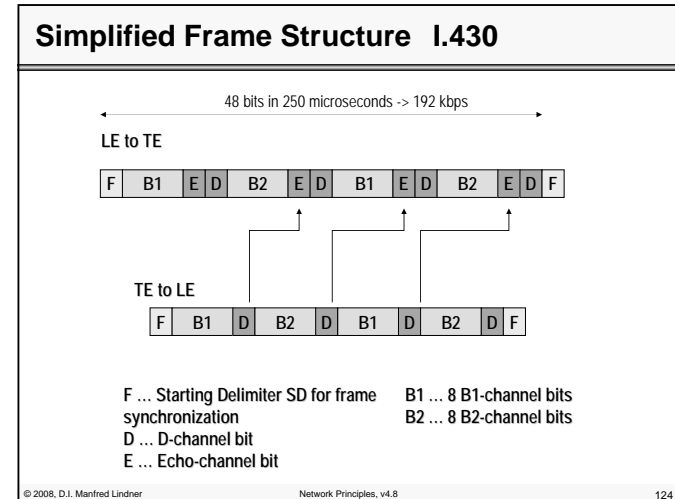 Simplified Frame Structure I.430
48 bits in 250 microseconds -> 192 kbps
LE to TE
F B1 E D B2 E D B1 E D B2 E D F
TE to LE
F B1 D B2 D B1 D B2 D F
F ... Starting Delimiter SD for frame
synchronization
D ... D-channel bit
E ... Echo-channel bit
B1 ... 8 B1-channel bits
B2 ... 8 B2-channel bits
© 2008, D.I. Manfred Lindner
Network Principles, v4.8
124